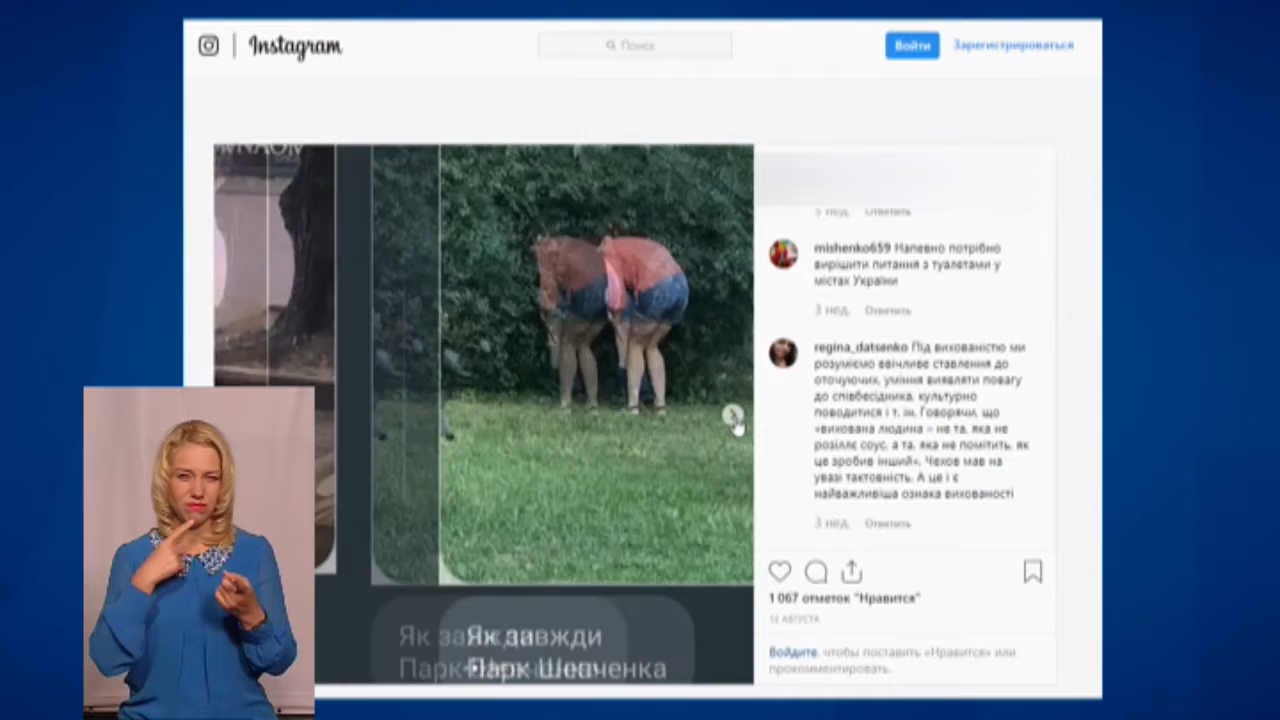 Instagram
Поиск
Войти
Зарегистрироваться
3 нед. Ответить
mishenko659 Напевно потрібно
вирішити питання з туалетами у
містах України
3 нед. Ответить
regina_datsenko Під вихованістю ми
розуміємо ввічливе ставлення до
оточуючих, уміння виявляти повагу
до співбесідника, культурно
поводитися і т. ін. Говорячи, що
«вихована людина – не та, яка не
розіллє соус, а та, яка не помітить, як
це зробив інший», Чехов мав на
увазі тактовність. А це і є
найважливіша ознака вихованості
3 нед. Ответить
1 067 отметок "Нравится"
12 АВГУСТА
Войдите, чтобы поставить «Нравится» или
прокомментировать.
Як завжди
Парк Шевченка